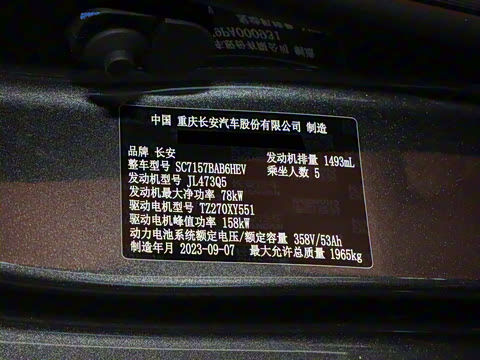 中国 重庆长安汽车股份有限公司 制造
品牌 长安
发动机排量 1493mL
整车型号 SC7157BAB6HEV
乘坐人数 5
发动机型号 JL473Q5
发动机最大净功率 78kW
驱动电机型号 TZ270XY551
驱动电机峰值功率 158kW
动力电池系统额定电压/额定容量 358V/53Ah
制造年月 2023-09-07 最大允许总质量 1965kg